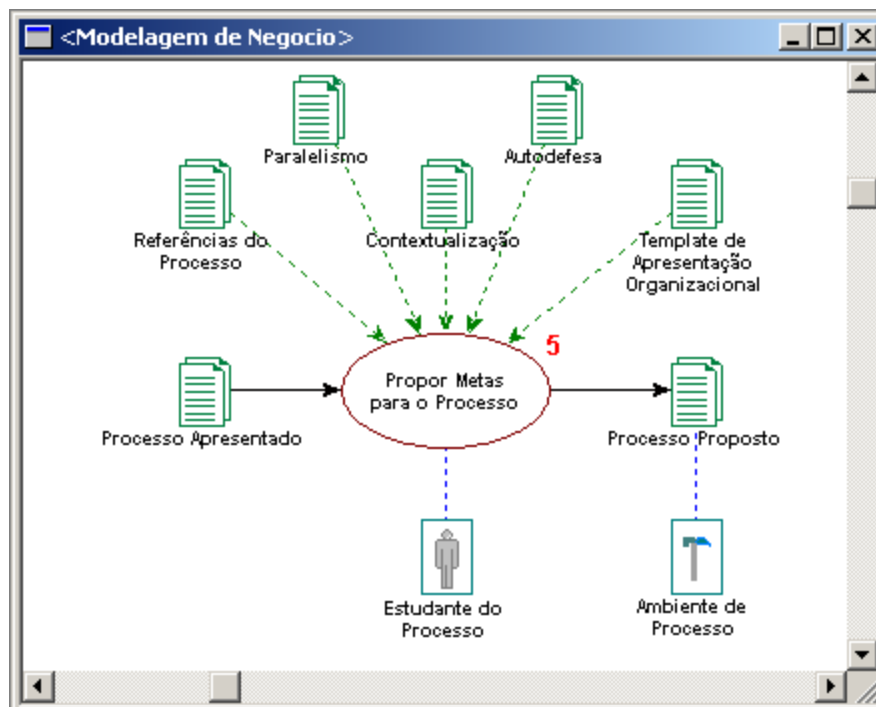 <Modelagem de Negocio>
Paralelismo
Autodefesa
Referências do
Processo
Contextualização
Template de
Apresentação
Organizacional
5
Propor Metas
para o Processo
Processo Apresentado
Processo Proposto
Estudante do
Processo
Ambiente de
Processo